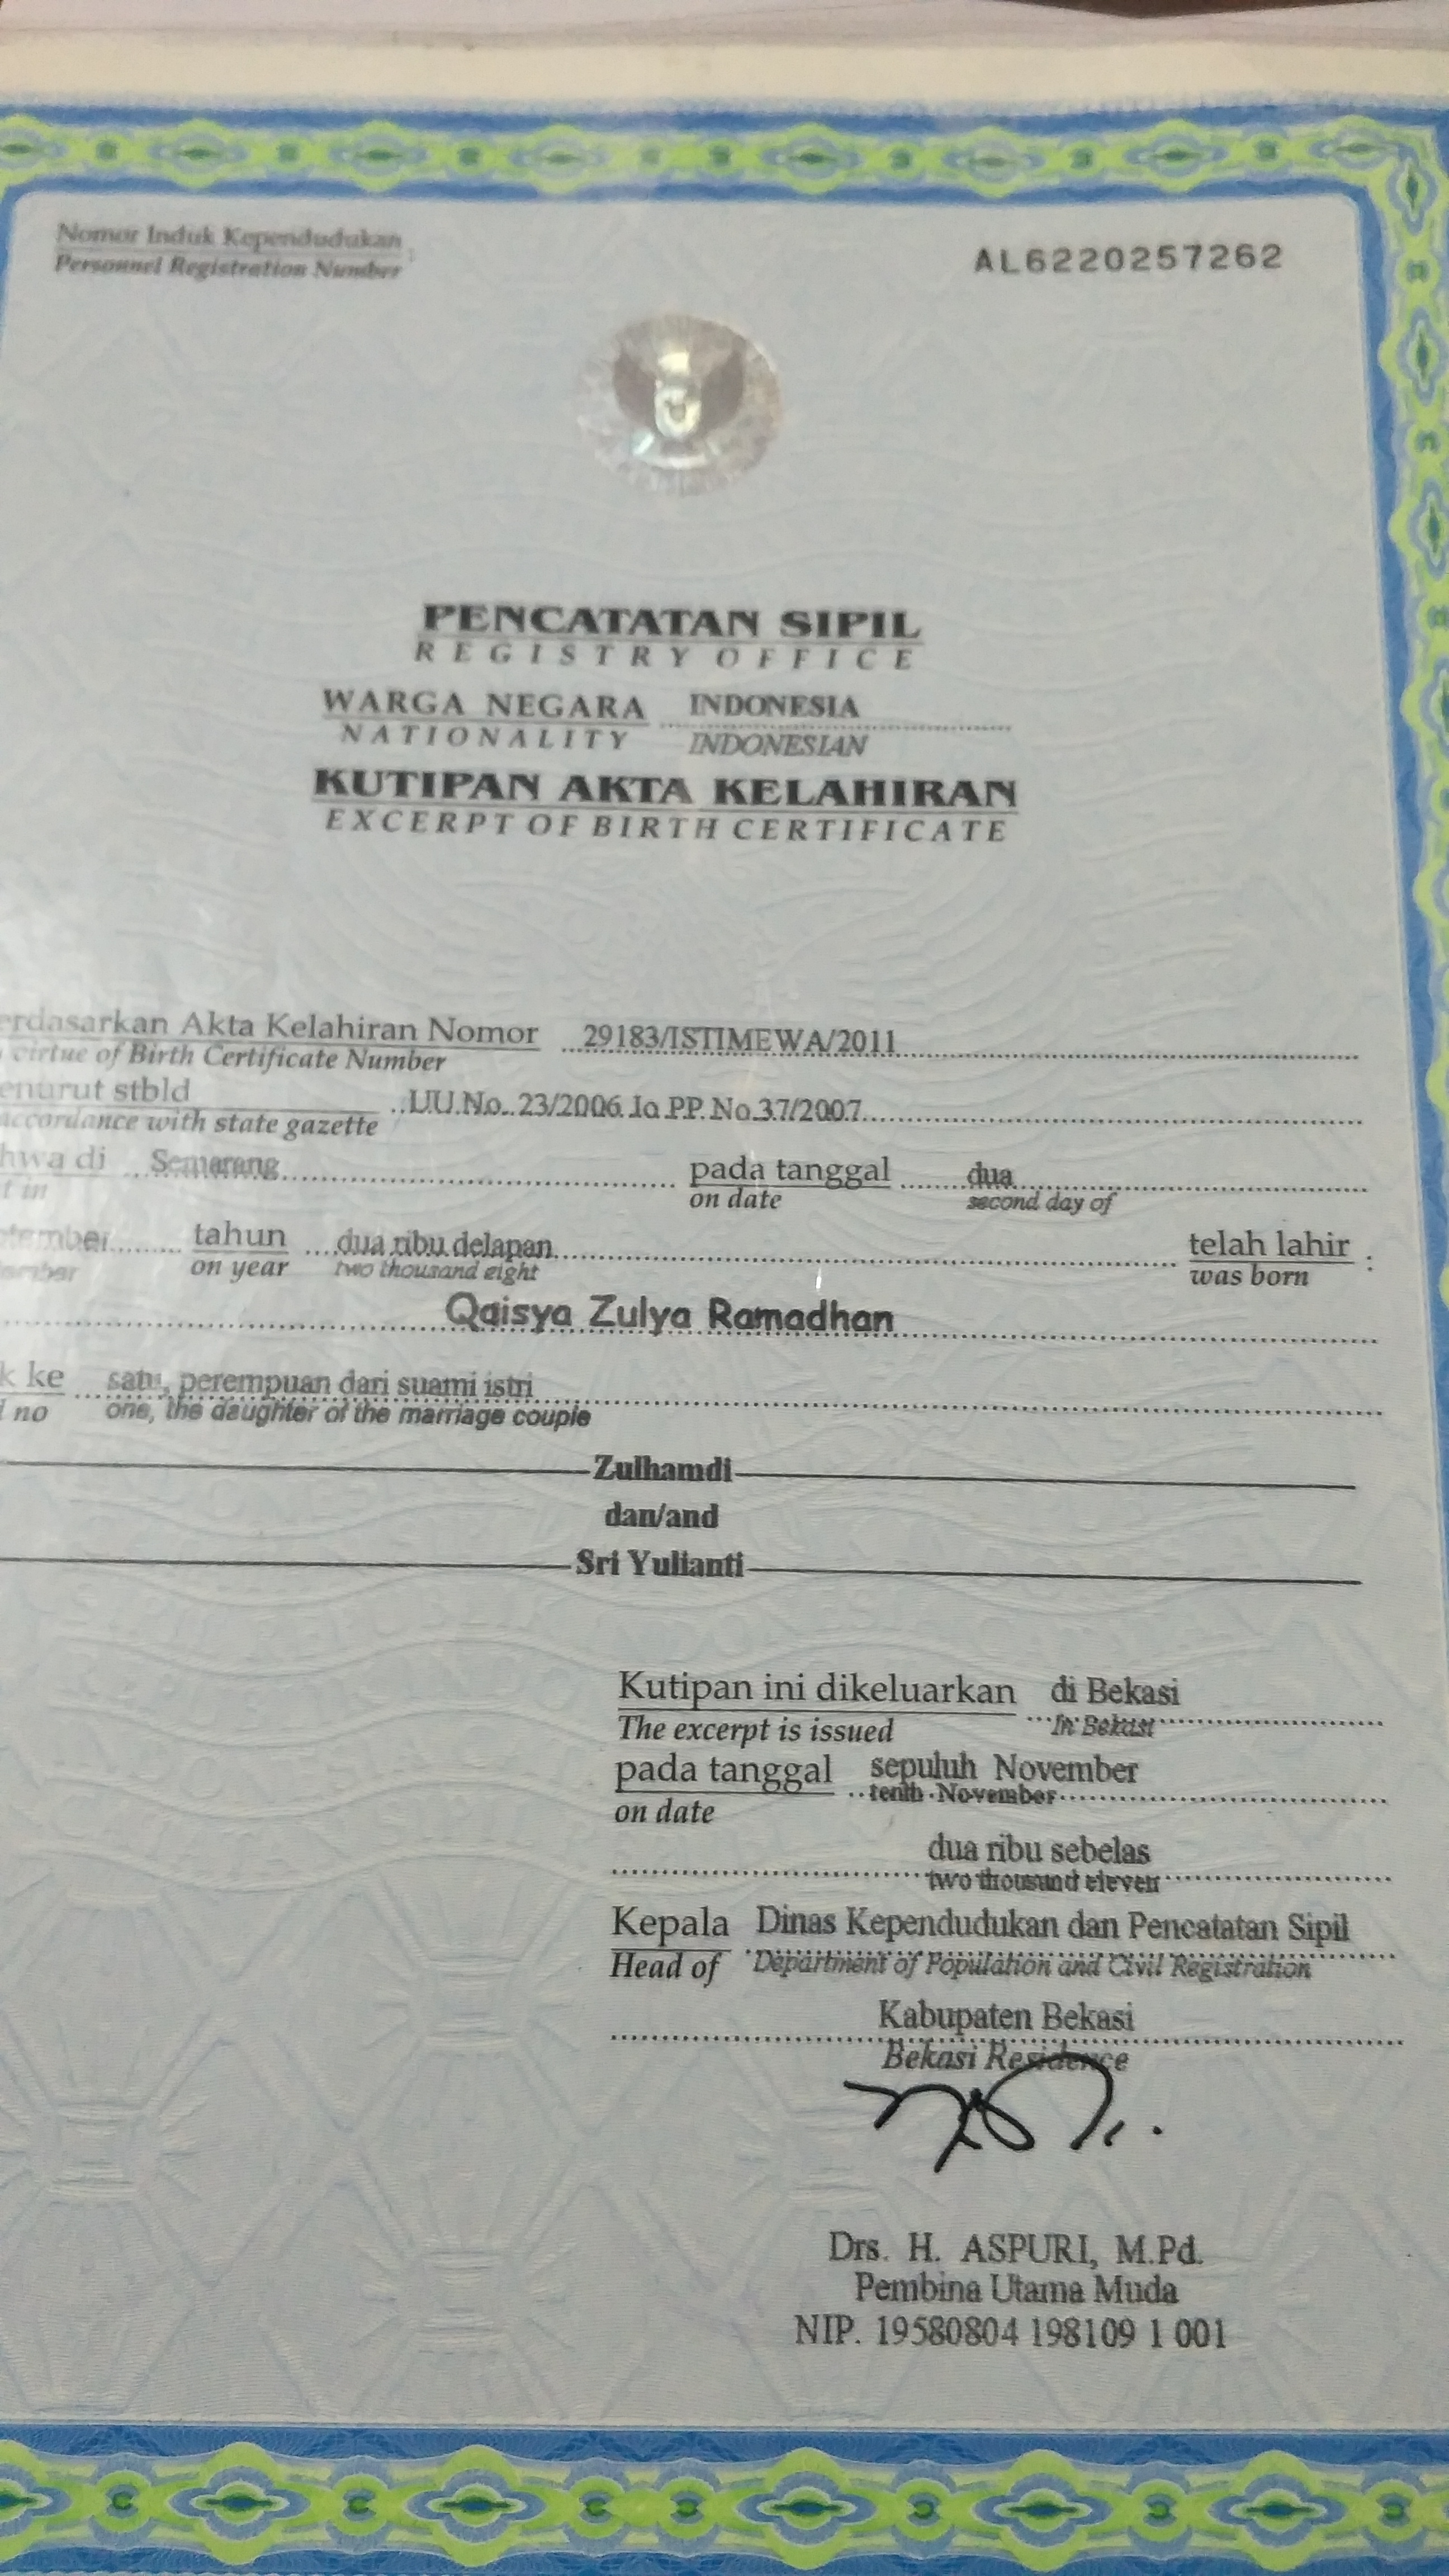 Nomor Induk Kependudukan :
Personnel Registration Number
AL6220257262
PENCATATAN SIPIL
REGISTRY OFFICE
WARGA NEGARA INDONESIA
NATIONALITY INDONESIAN
KUTIPAN AKTA KELAHIRAN
EXCERPT OF BIRTH CERTIFICATE
erdasarkan Akta Kelahiran Nomor 29183/ISTIMEWA/2011
virtue of Birth Certificate Number
enurut stbld UU.No. 23/2006 Jo PP. No.37/2007
accordance with state gazette
hwa di Semarang pada tanggal dua
t in on date second day of
tember tahun dua ribu delapan telah lahir :
ember on year two thousand eight was born
Qaisya Zulya Ramadhan
k ke satu, perempuan dari suami istri
d no one, the daughter of the marriage couple
Zulhamdi
dan/and
Sri Yulianti
Kutipan ini dikeluarkan di Bekasi
The excerpt is issued In Bekasi
pada tanggal sepuluh November
on date tenth November
dua ribu sebelas
two thousand eleven
Kepala Dinas Kependudukan dan Pencatatan Sipil
Head of Department of Population and Civil Registration
Kabupaten Bekasi
Bekasi Residence
Drs. H. ASPURI, M.Pd.
Pembina Utama Muda
NIP. 19580804 198109 1 001